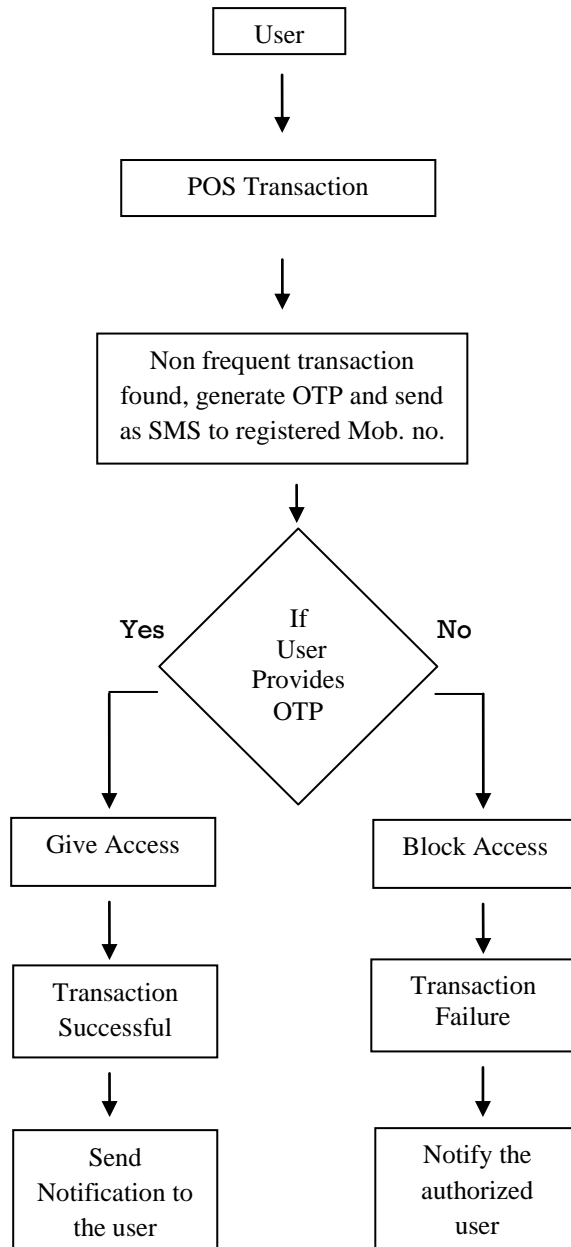 User
POS Transaction
Non frequent transaction
found, generate OTP and send
as SMS to registered Mob. no.
Yes
If
User
Provides
OTP
No
Give Access
Block Access
Transaction
Successful
Transaction
Failure
Send
Notification to
the user
Notify the
authorized
user